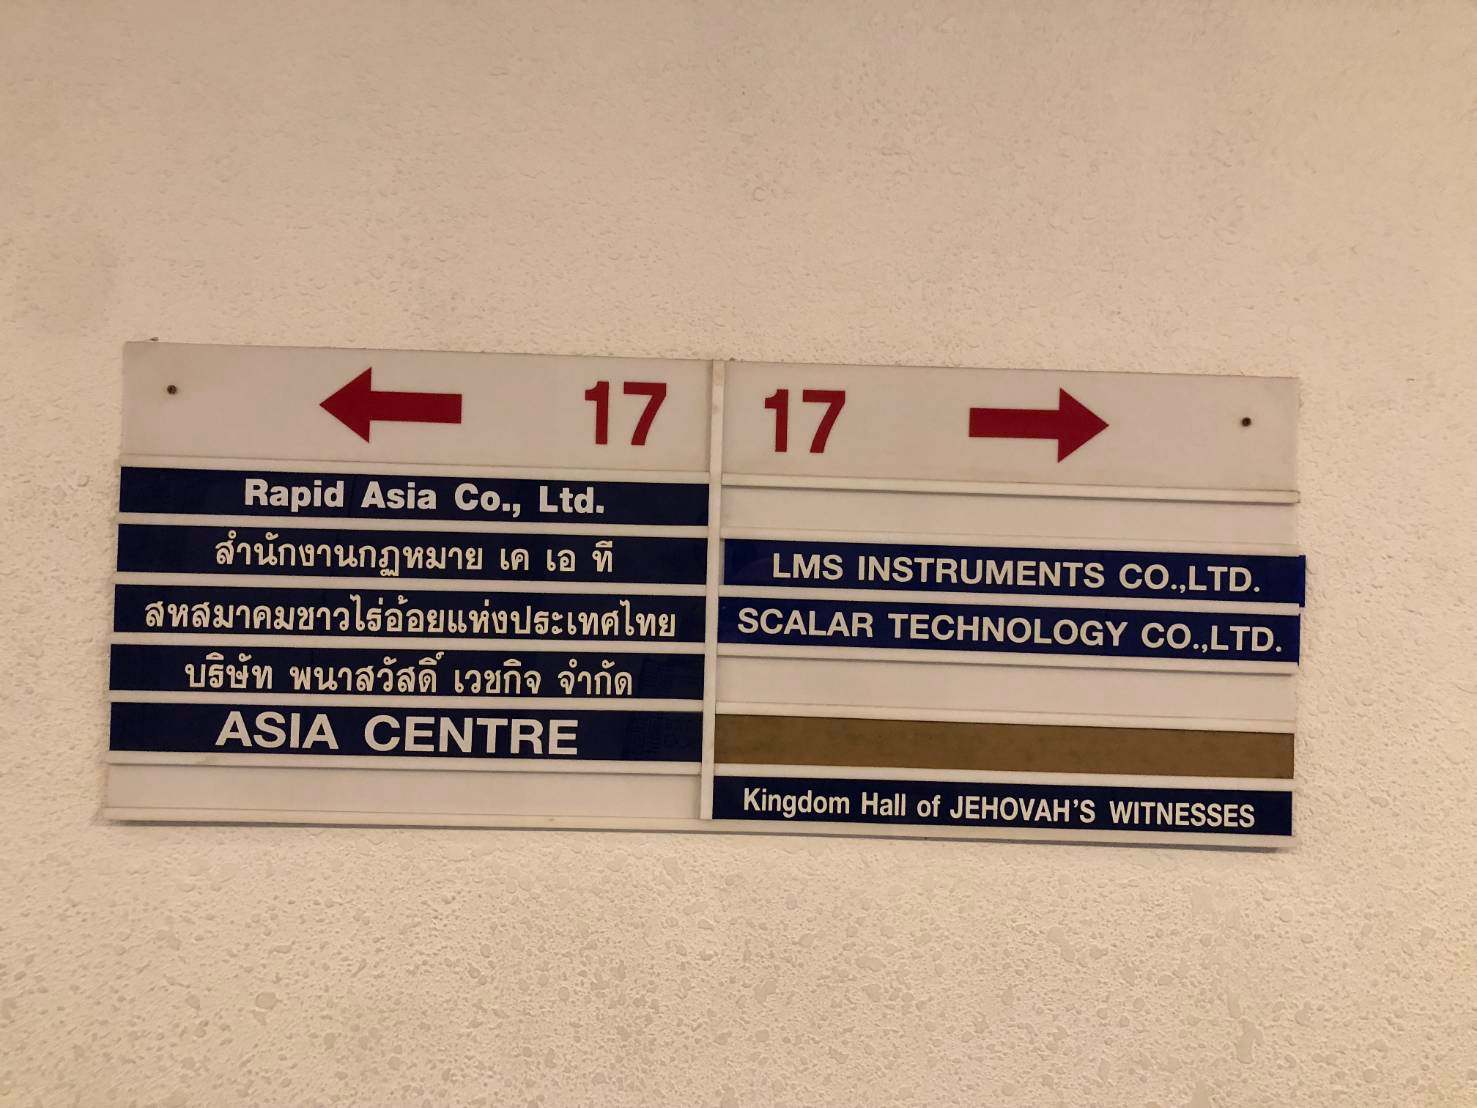 17
Rapid Asia Co., Ltd.
สำนักงานกฎหมาย เค เอ ที
สหสมาคมชาวไร่อ้อยแห่งประเทศไทย
บริษัท พนาสวัสดิ์ เวชกิจ จำกัด
ASIA CENTRE
17
LMS INSTRUMENTS CO.,LTD.
SCALAR TECHNOLOGY CO.,LTD.
Kingdom Hall of JEHOVAH'S WITNESSES